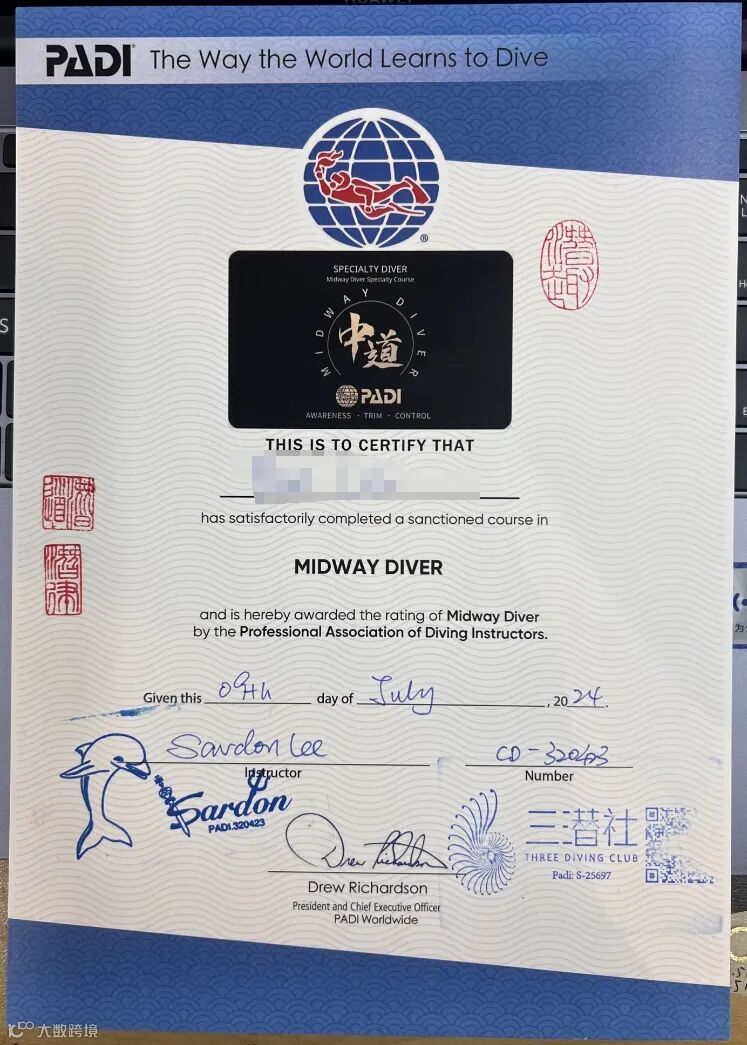 PADI The Way the World Learns to Dive
SPECIALTY DIVER
Midway Diver Specialty Course
MIDWAY DIVER
中道
PADI
AWARENESS · TRIM · CONTROL
THIS IS TO CERTIFY THAT
has satisfactorily completed a sanctioned course in
MIDWAY DIVER
and is hereby awarded the rating of Midway Diver
by the Professional Association of Diving Instructors.
Given this 09th day of July, 2024.
Sardon Lee
Instructor
CD-320423
Number
Sardon
PADI.320423
三潜社
THREE DIVING CLUB
Padi: S-25697
Drew Richardson
Drew Richardson
President and Chief Executive Officer
PADI Worldwide
大数跨境